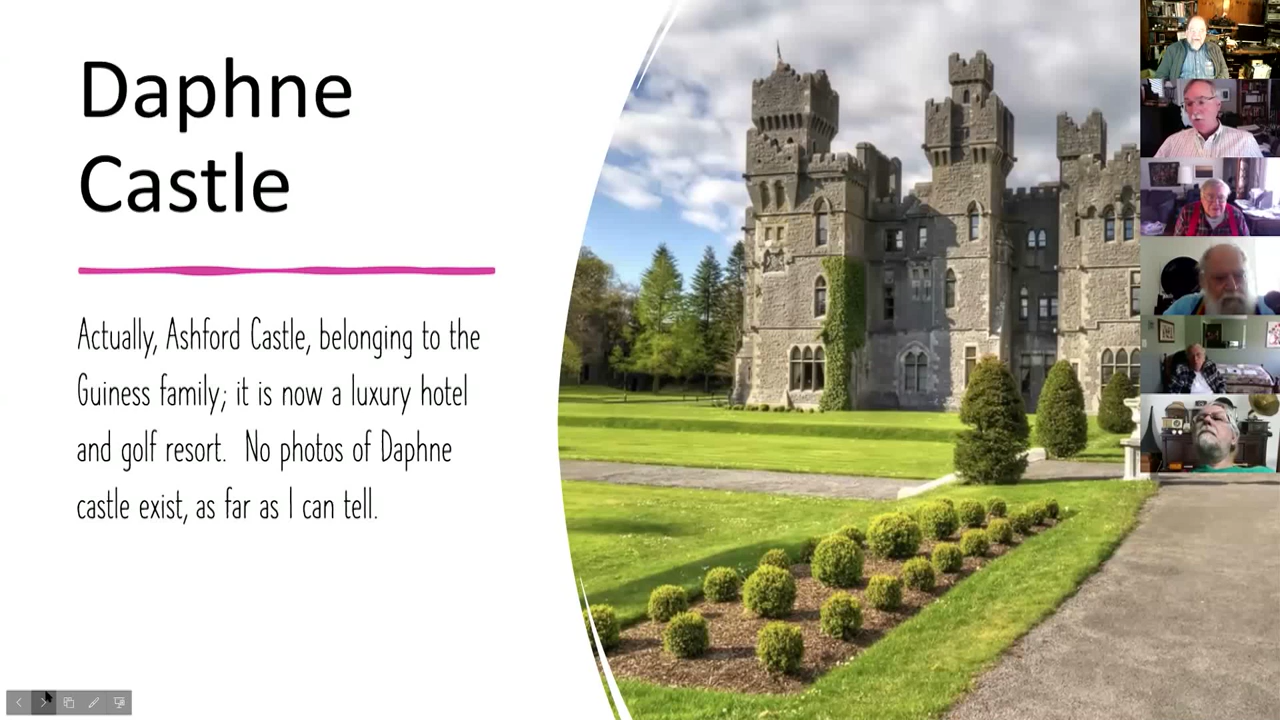 Daphne
Castle
Actually, Ashford Castle, belonging to the
Guiness family; it is now a luxury hotel
and golf resort.  No photos of Daphne
castle exist, as far as I can tell.